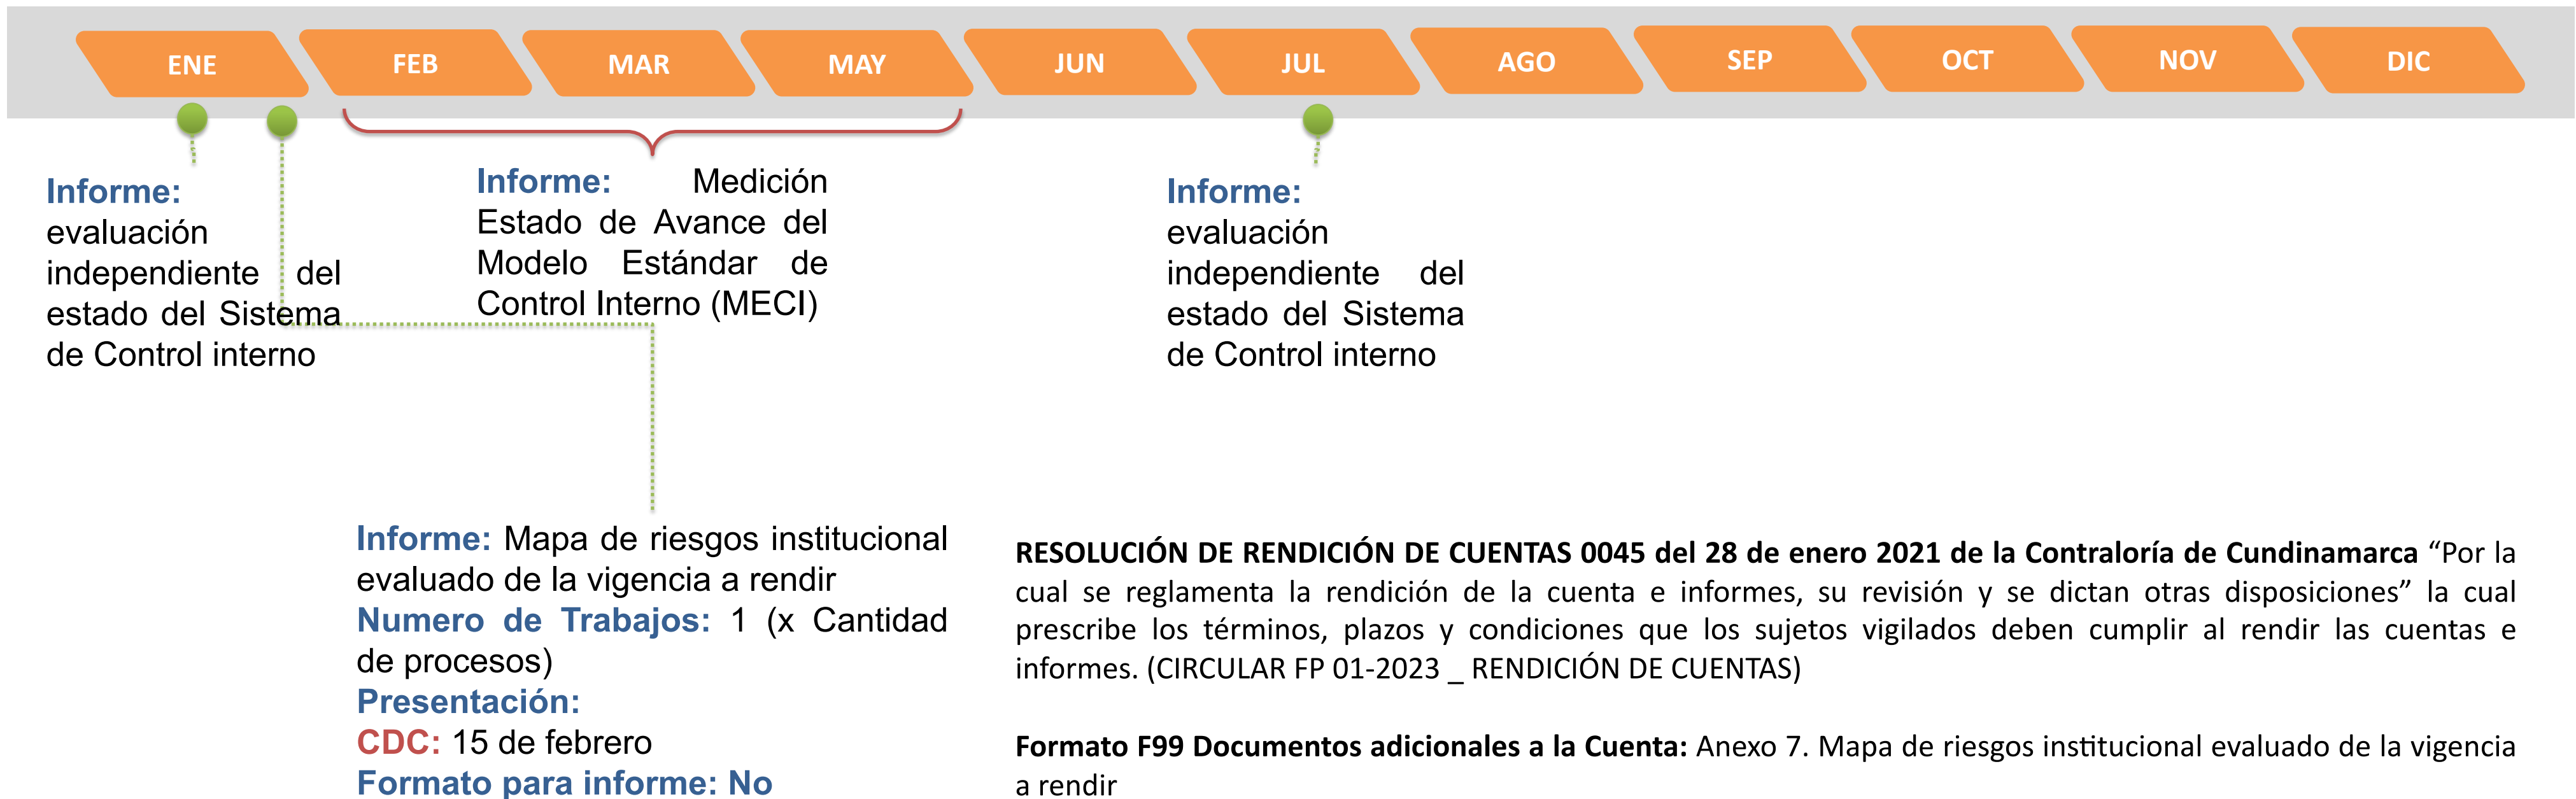 ENE FEB MAR MAY JUN JUL AGO SEP OCT NOV DIC
Informe:
evaluación
independiente del
estado del Sistema
de Control interno
Informe: Medición
Estado de Avance del
Modelo Estándar de
Control Interno (MECI)
Informe:
evaluación
independiente del
estado del Sistema
de Control interno
Informe: Mapa de riesgos institucional
evaluado de la vigencia a rendir
Numero de Trabajos: 1 (x Cantidad
de procesos)
Presentación:
CDC: 15 de febrero
Formato para informe: No
RESOLUCIÓN DE RENDICIÓN DE CUENTAS 0045 del 28 de enero 2021 de la Contraloría de Cundinamarca “Por la
cual se reglamenta la rendición de la cuenta e informes, su revisión y se dictan otras disposiciones” la cual
prescribe los términos, plazos y condiciones que los sujetos vigilados deben cumplir al rendir las cuentas e
informes. (CIRCULAR FP 01-2023 _ RENDICIÓN DE CUENTAS)
Formato F99 Documentos adicionales a la Cuenta: Anexo 7. Mapa de riesgos institucional evaluado de la vigencia
a rendir